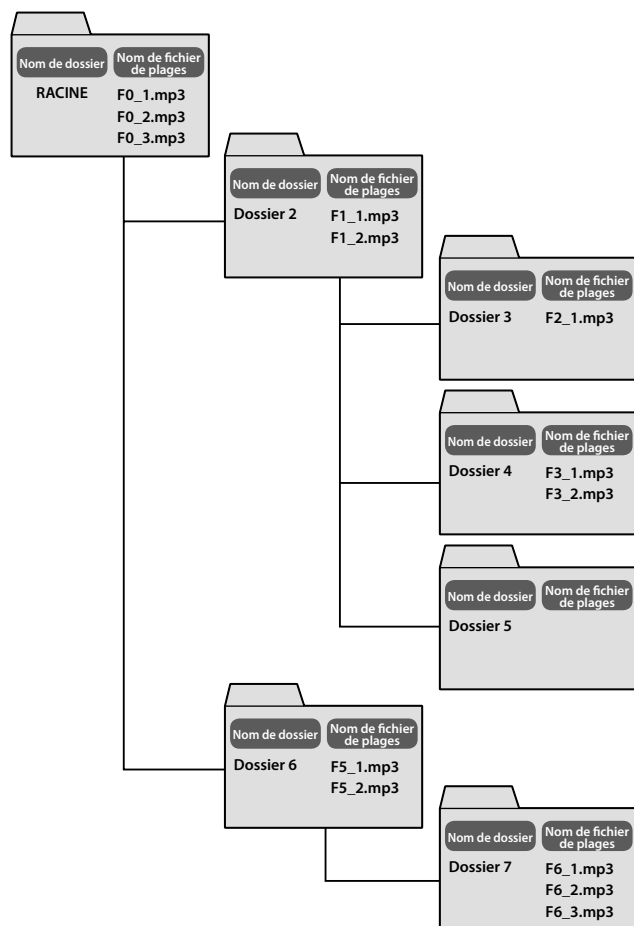 Nom de dossier
Nom de fichier
de plages
RACINE
F0_1.mp3
F0_2.mp3
F0_3.mp3
Nom de dossier
Nom de fichier
de plages
Dossier 2
F1_1.mp3
F1_2.mp3
Nom de dossier
Nom de fichier
de plages
Dossier 3
F2_1.mp3
Nom de dossier
Nom de fichier
de plages
Dossier 4
F3_1.mp3
F3_2.mp3
Nom de dossier
Nom de fichier
de plages
Dossier 5
Nom de dossier
Nom de fichier
de plages
Dossier 6
F5_1.mp3
F5_2.mp3
Nom de dossier
Nom de fichier
de plages
Dossier 7
F6_1.mp3
F6_2.mp3
F6_3.mp3